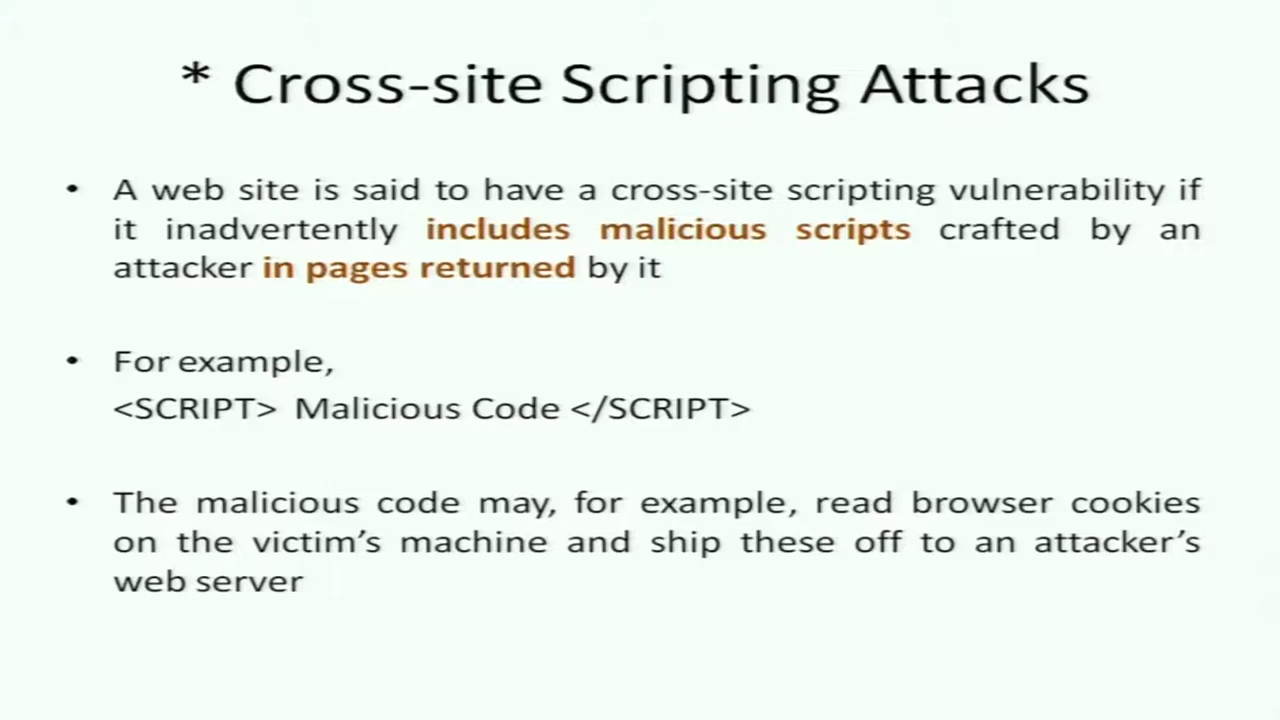 * Cross-site Scripting Attacks
• A web site is said to have a cross-site scripting vulnerability if
it inadvertently includes malicious scripts crafted by an
attacker in pages returned by it
• For example,
<SCRIPT> Malicious Code </SCRIPT>
• The malicious code may, for example, read browser cookies
on the victim’s machine and ship these off to an attacker’s
web server